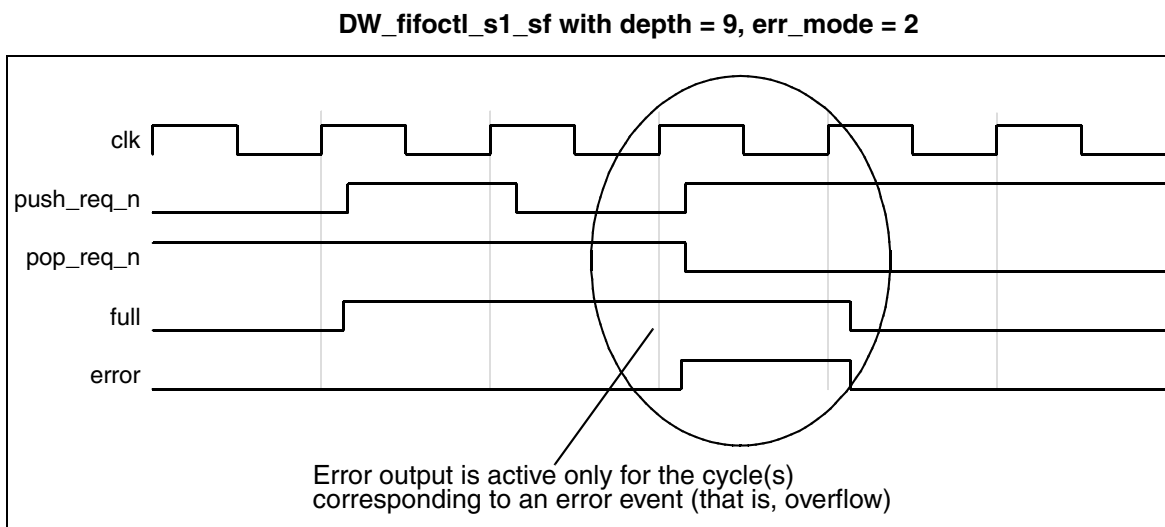 DW_fifoctl_s1_sf with depth = 9, err_mode = 2
clk
push_req_n
pop_req_n
full
error
Error output is active only for the cycle(s)
corresponding to an error event (that is, overflow)